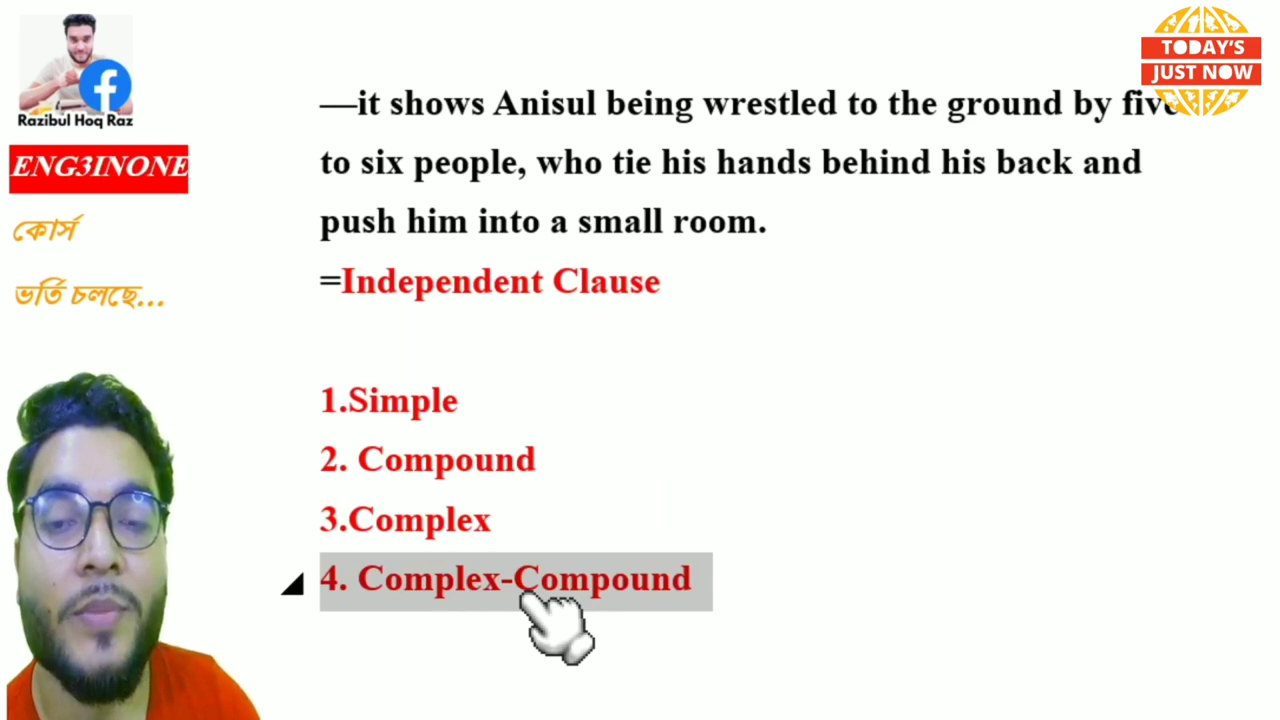 Razibul Hoq Raz
ENG3INONE
কোর্স
ভর্তি চলছে...
TODAY'S
JUST NOW
—it shows Anisul being wrestled to the ground by five
to six people, who tie his hands behind his back and
push him into a small room.
=Independent Clause
1.Simple
2. Compound
3.Complex
4. Complex-Compound